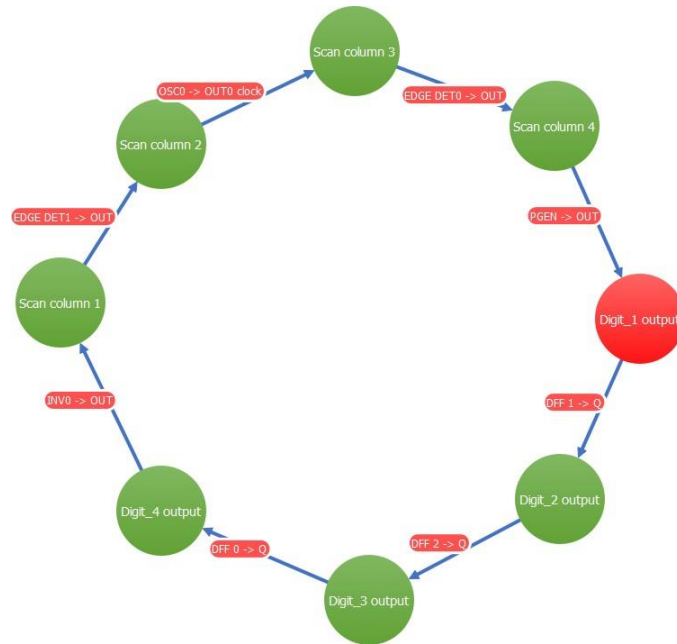 Scan column 3
OSC0 -> OUT0 clock
EDGE DET0 -> OUT
Scan column 4
Scan column 2
PGEN -> OUT
EDGE DET1 -> OUT
Scan column 1
Digit_1 output
INV0 -> OUT
DFF 1 -> Q
Digit_2 output
Digit_4 output
DFF 2 -> Q
DFF 0 -> Q
Digit_3 output